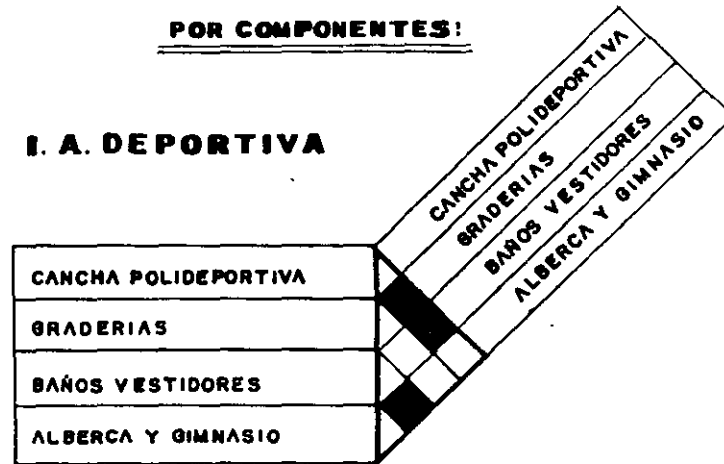 POR COMPONENTES:
I. A. DEPORTIVA
CANCHA POLIDEPORTIVA
GRADERIAS
BAÑOS VESTIDORES
ALBERCA Y GIMNASIO
CANCHA POLIDEPORTIVA
GRADERIAS
BAÑOS VESTIDORES
ALBERCA Y GIMNASIO